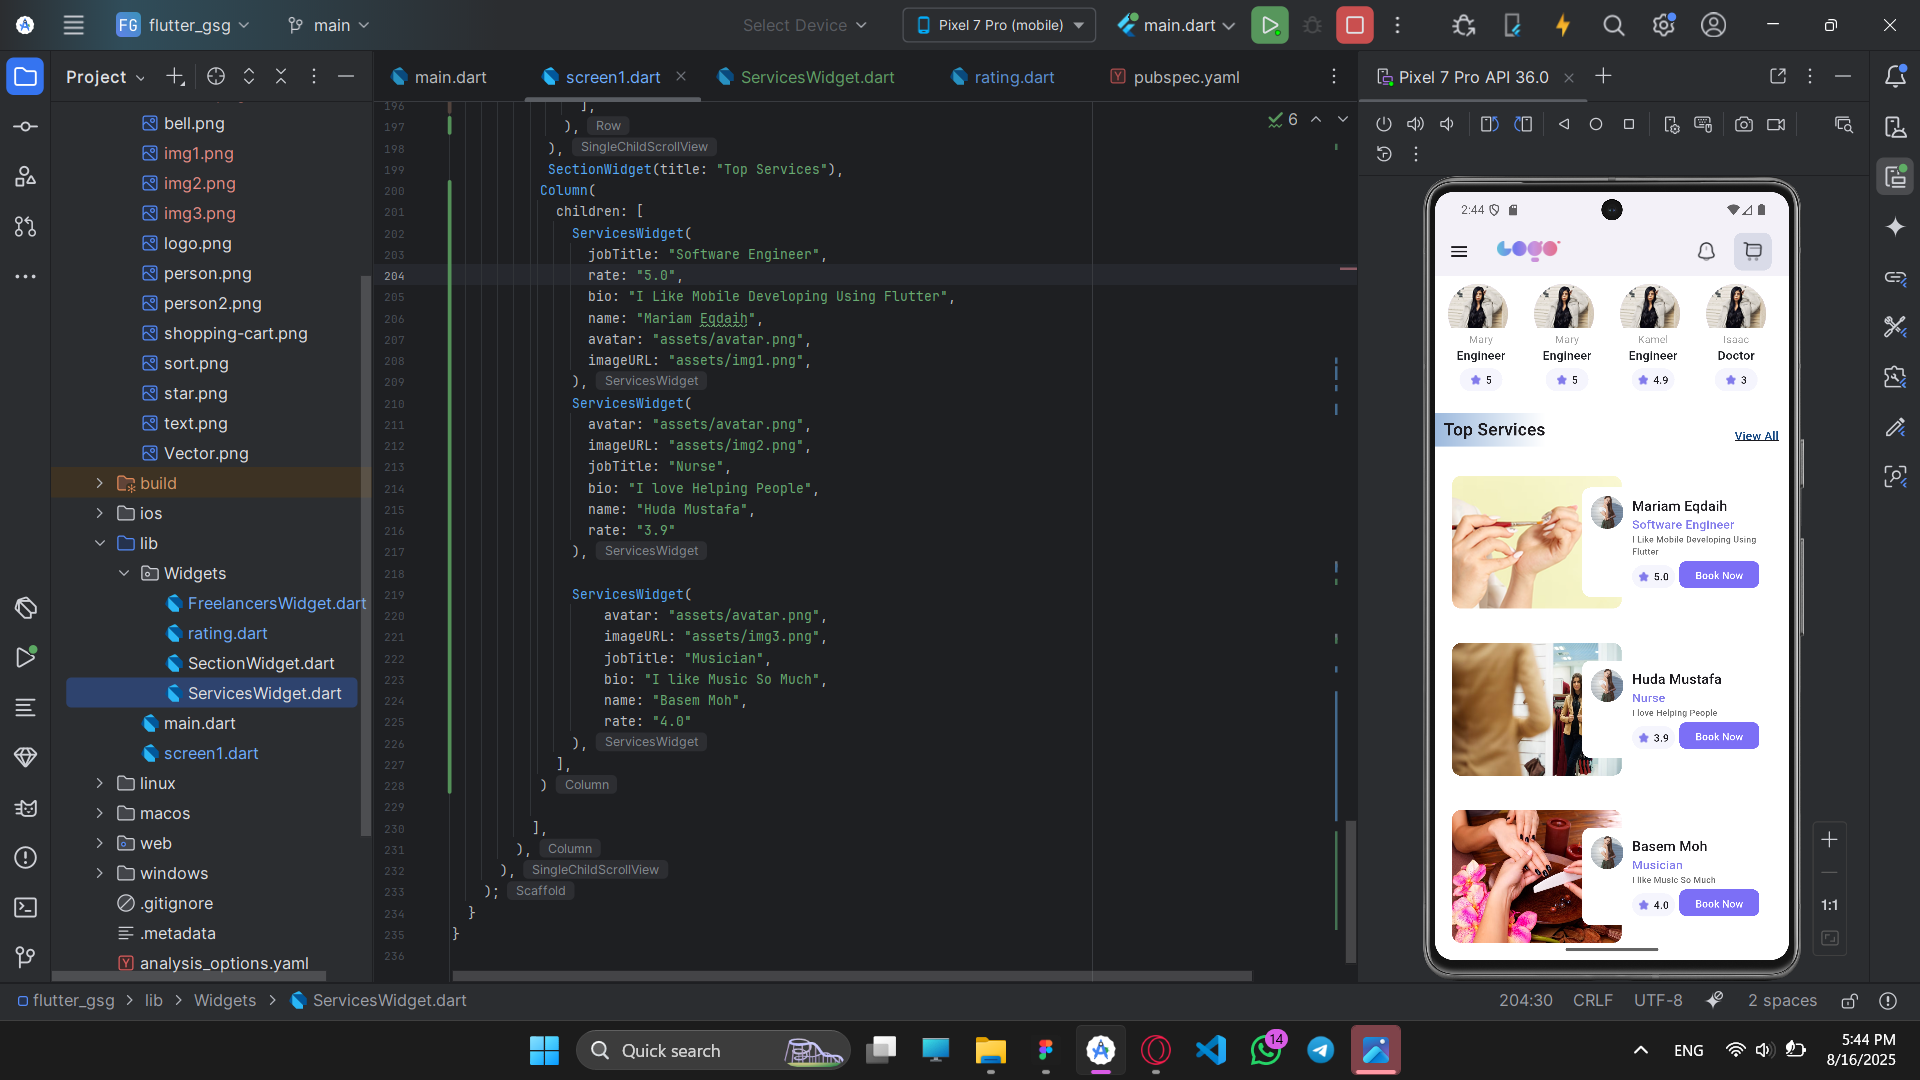 FG flutter_gsg main
Select Device Pixel 7 Pro (mobile) main.dart
Project
main.dart screen1.dart ServicesWidget.dart rating.dart pubspec.yaml
Pixel 7 Pro API 36.0
bell.png
img1.png
img2.png
img3.png
logo.png
person.png
person2.png
shopping-cart.png
sort.png
star.png
text.png
Vector.png
build
ios
lib
Widgets
FreelancersWidget.dart
rating.dart
SectionWidget.dart
ServicesWidget.dart
main.dart
screen1.dart
linux
macos
web
windows
.gitignore
.metadata
analysis_options.yaml
6
196 ],
197 ), Row
198 ), SingleChildScrollView
199 SectionWidget(title: "Top Services"),
200 Column(
201 children: [
202 ServicesWidget(
203 jobTitle: "Software Engineer",
204 rate: "5.0",
205 bio: "I Like Mobile Developing Using Flutter",
206 name: "Mariam Eqdaih",
207 avatar: "assets/avatar.png",
208 imageURL: "assets/img1.png",
209 ), ServicesWidget
210 ServicesWidget(
211 avatar: "assets/avatar.png",
212 imageURL: "assets/img2.png",
213 jobTitle: "Nurse",
214 bio: "I love Helping People",
215 name: "Huda Mustafa",
216 rate: "3.9"
217 ), ServicesWidget
218
219 ServicesWidget(
220 avatar: "assets/avatar.png",
221 imageURL: "assets/img3.png",
222 jobTitle: "Musician",
223 bio: "I like Music So Much",
224 name: "Basem Moh",
225 rate: "4.0"
226 ), ServicesWidget
227 ],
228 ) Column
229
230 ],
231 ), Column
232 ), SingleChildScrollView
233 ); Scaffold
234 }
235 }
236
2:44
Logo
Mary Mary Kamel Isaac
Engineer Engineer Engineer Doctor
5 5 4.9 3
Top Services View All
Mariam Eqdaih
Software Engineer
I Like Mobile Developing Using
Flutter
5.0 Book Now
Huda Mustafa
Nurse
I love Helping People
3.9 Book Now
Basem Moh
Musician
I like Music So Much
4.0 Book Now
1:1
flutter_gsg > lib > Widgets > ServicesWidget.dart
204:30 CRLF UTF-8 2 spaces
Quick search
14
ENG
5:44 PM
8/16/2025